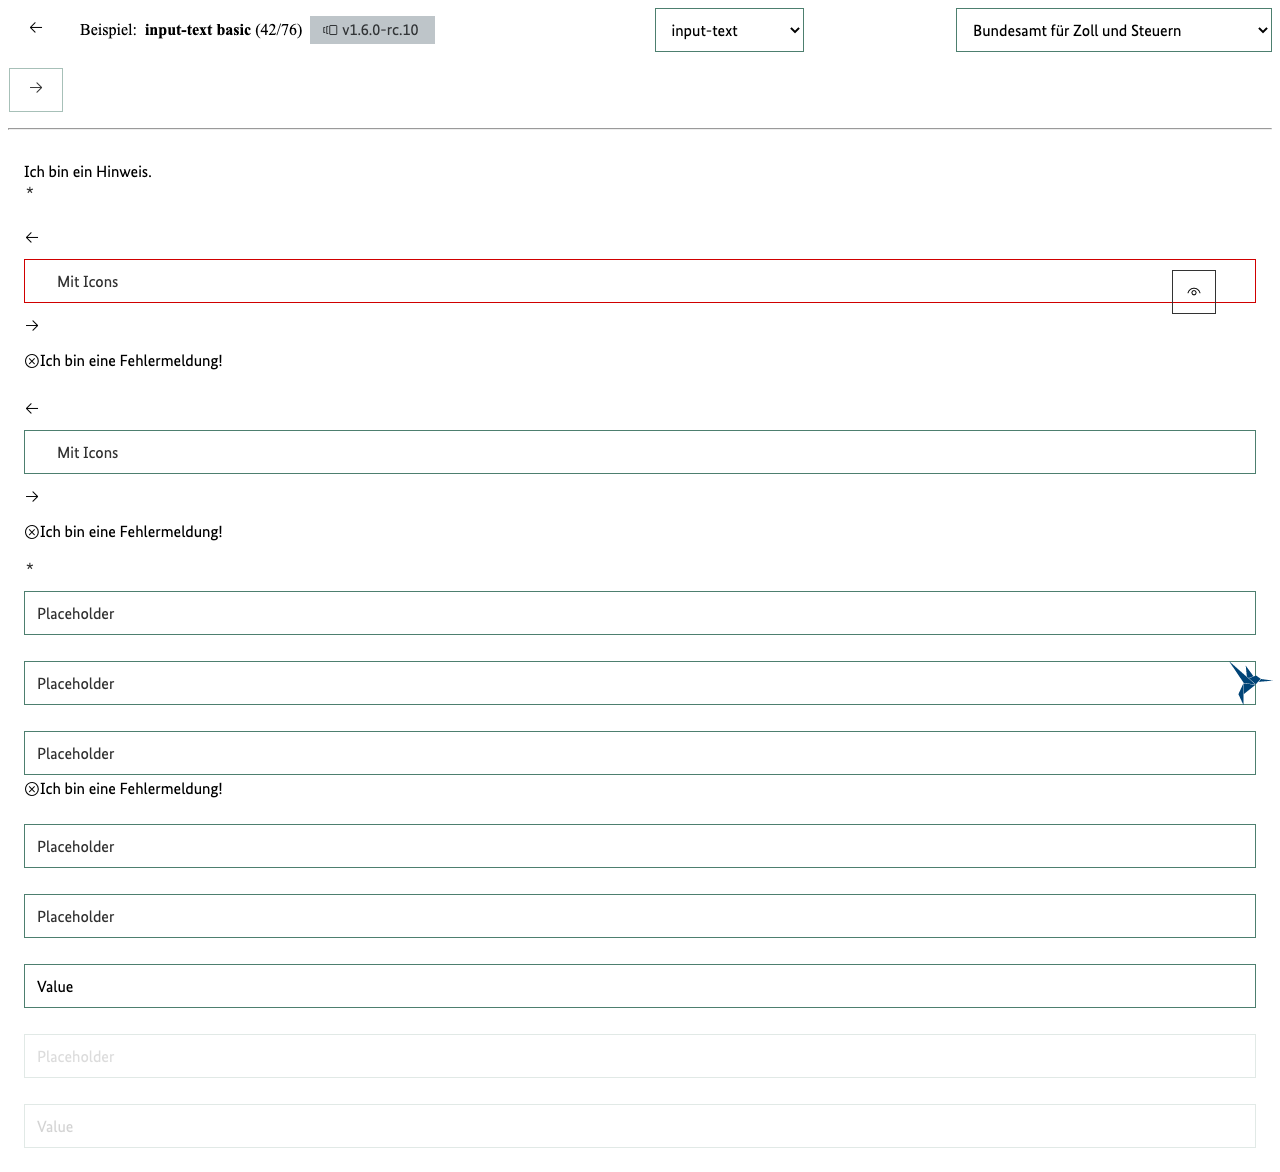 ← Beispiel: input-text basic (42/76) v1.6.0-rc.10 input-text Bundesamt für Zoll und Steuern
→
Ich bin ein Hinweis.
*
←
Mit Icons
→
Ich bin eine Fehlermeldung!
←
Mit Icons
→
Ich bin eine Fehlermeldung!
*
Placeholder
Placeholder
Placeholder
Ich bin eine Fehlermeldung!
Placeholder
Placeholder
Value
Placeholder
Value